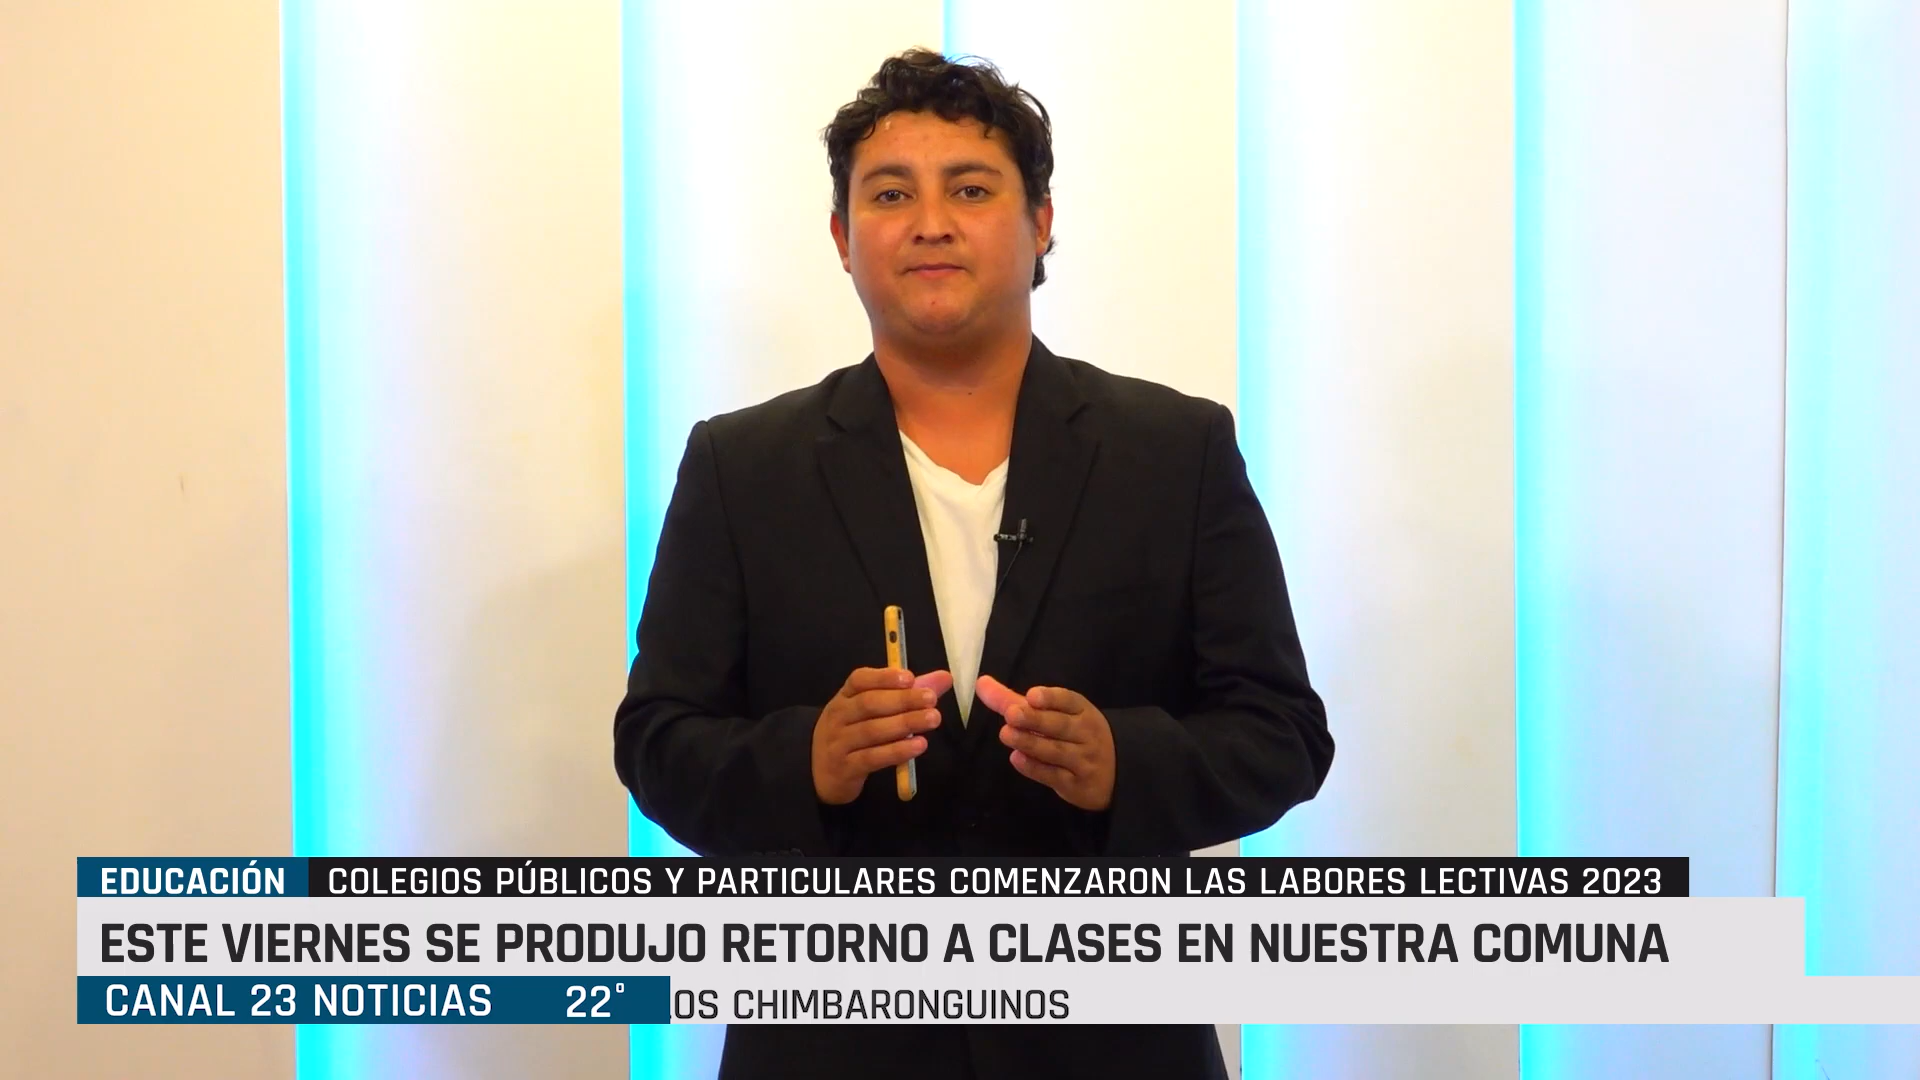 EDUCACIÓN COLEGIOS PÚBLICOS Y PARTICULARES COMENZARON LAS LABORES LECTIVAS 2023
ESTE VIERNES SE PRODUJO RETORNO A CLASES EN NUESTRA COMUNA
CANAL 23 NOTICIAS 22° LOS CHIMBARONGUINOS